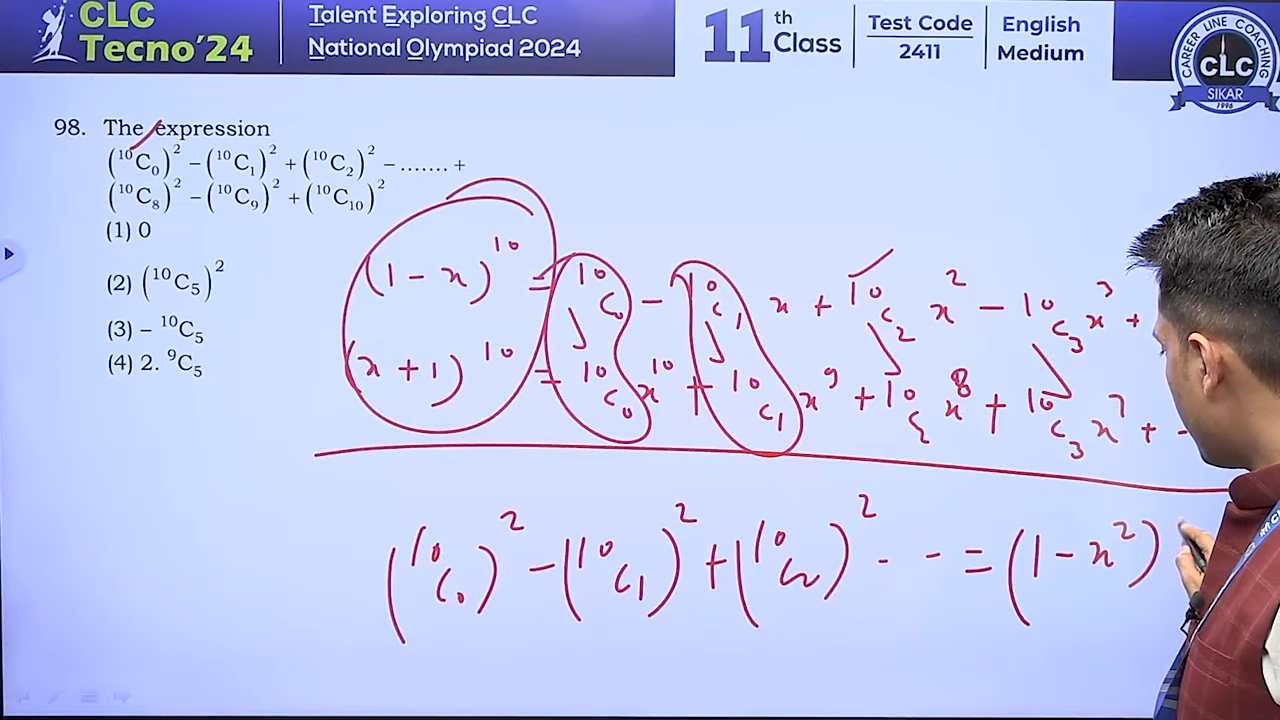 CLC
Tecno'24
Talent Exploring CLC
National Olympiad 2024
11th
Class
Test Code
2411
English
Medium
CAREER LINE COACHING
CLC
SIKAR
1996
98. The expression
(¹⁰C₀)² − (¹⁰C₁)² + (¹⁰C₂)² − ....... +
(¹⁰C₈)² − (¹⁰C₉)² + (¹⁰C₁₀)²
(1) 0
(2) (¹⁰C₅)²
(3) − ¹⁰C₅
(4) 2. ⁹C₅
(1 − x)¹⁰ = ¹⁰C₀ − ¹⁰C₁ x + ¹⁰C₂ x² − ¹⁰C₃ x³ +
(x + 1)¹⁰ = ¹⁰C₀ x¹⁰ + ¹⁰C₁ x⁹ + ¹⁰C₂ x⁸ + ¹⁰C₃ x⁷ + -
(¹⁰C₀)² − (¹⁰C₁)² + (¹⁰C₂)² - - = (1 − x²)